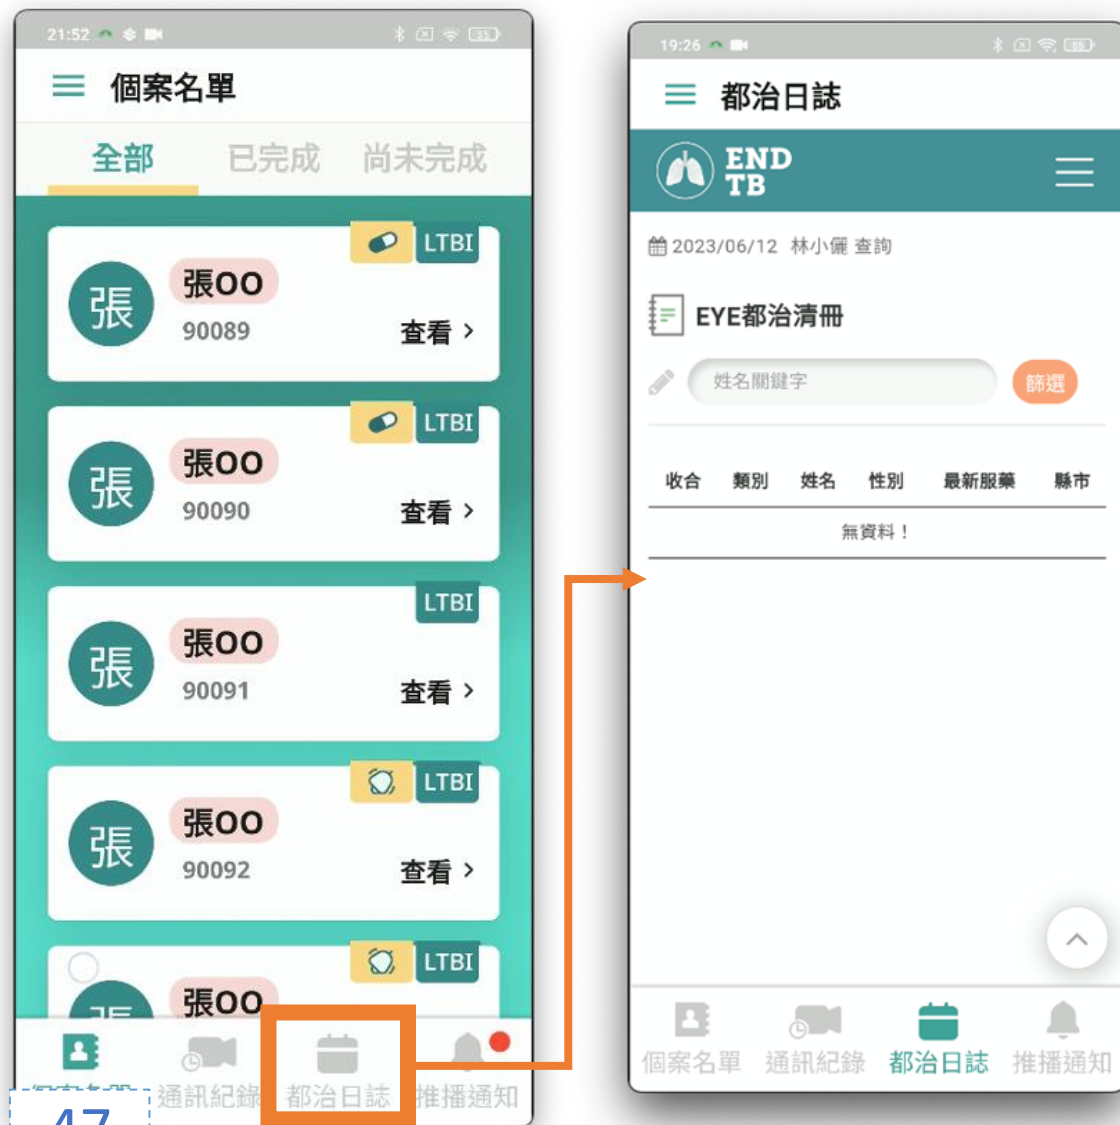 21:52
35
個案名單
全部 已完成 尚未完成
LTBI
張
張OO
90089
查看
LTBI
張
張OO
90090
查看
LTBI
張
張OO
90091
查看
LTBI
張
張OO
90092
查看
LTBI
張OO
通訊紀錄 都治日誌 推播通知
47
19:26
都治日誌
END
TB
2023/06/12 林小儷 查詢
EYE都治清冊
姓名關鍵字 篩選
收合 類別 姓名 性別 最新服藥 縣市
無資料！
個案名單 通訊紀錄 都治日誌 推播通知